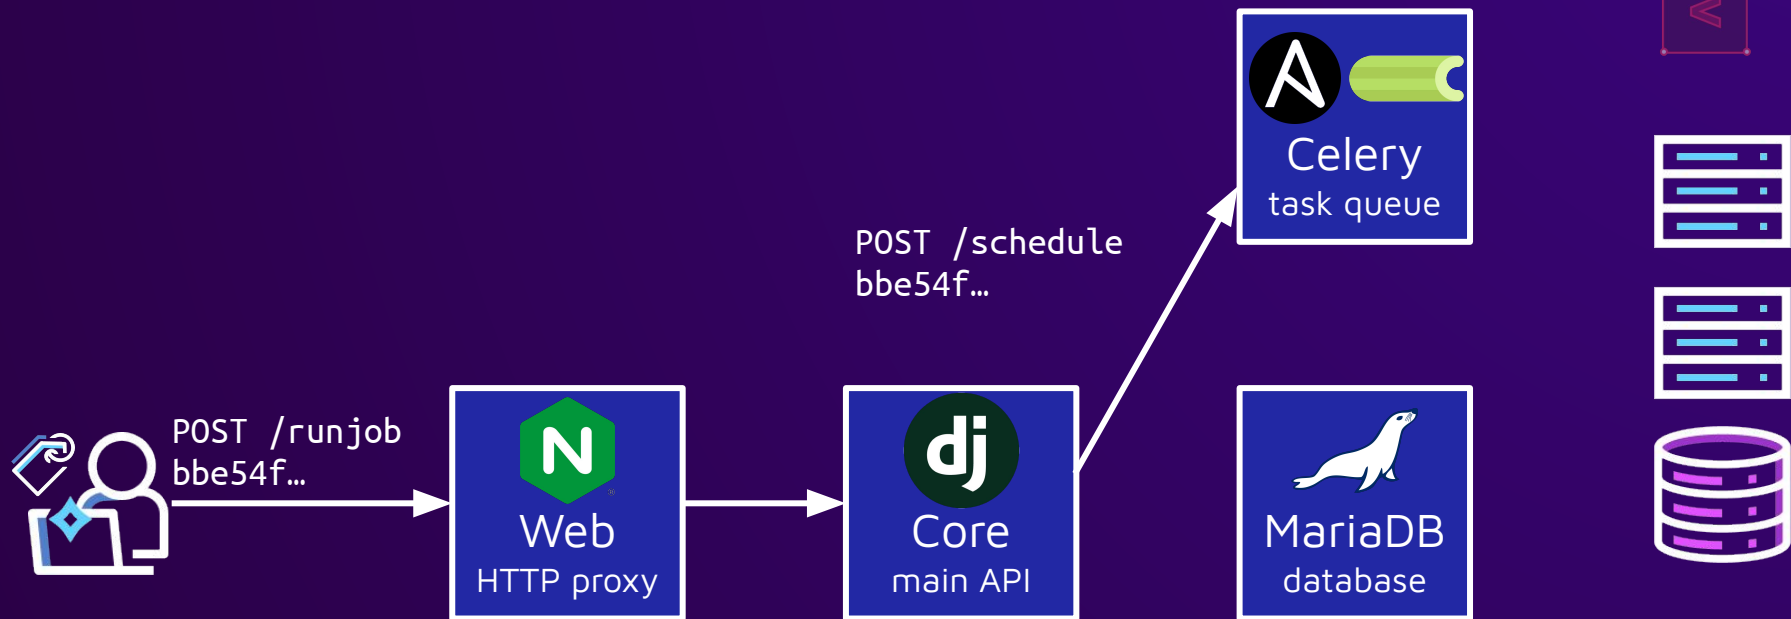 Celery
task queue
POST /schedule
bbe54f…
POST /runjob
bbe54f…
N
®
Web
HTTP proxy
dj
Core
main API
MariaDB
database